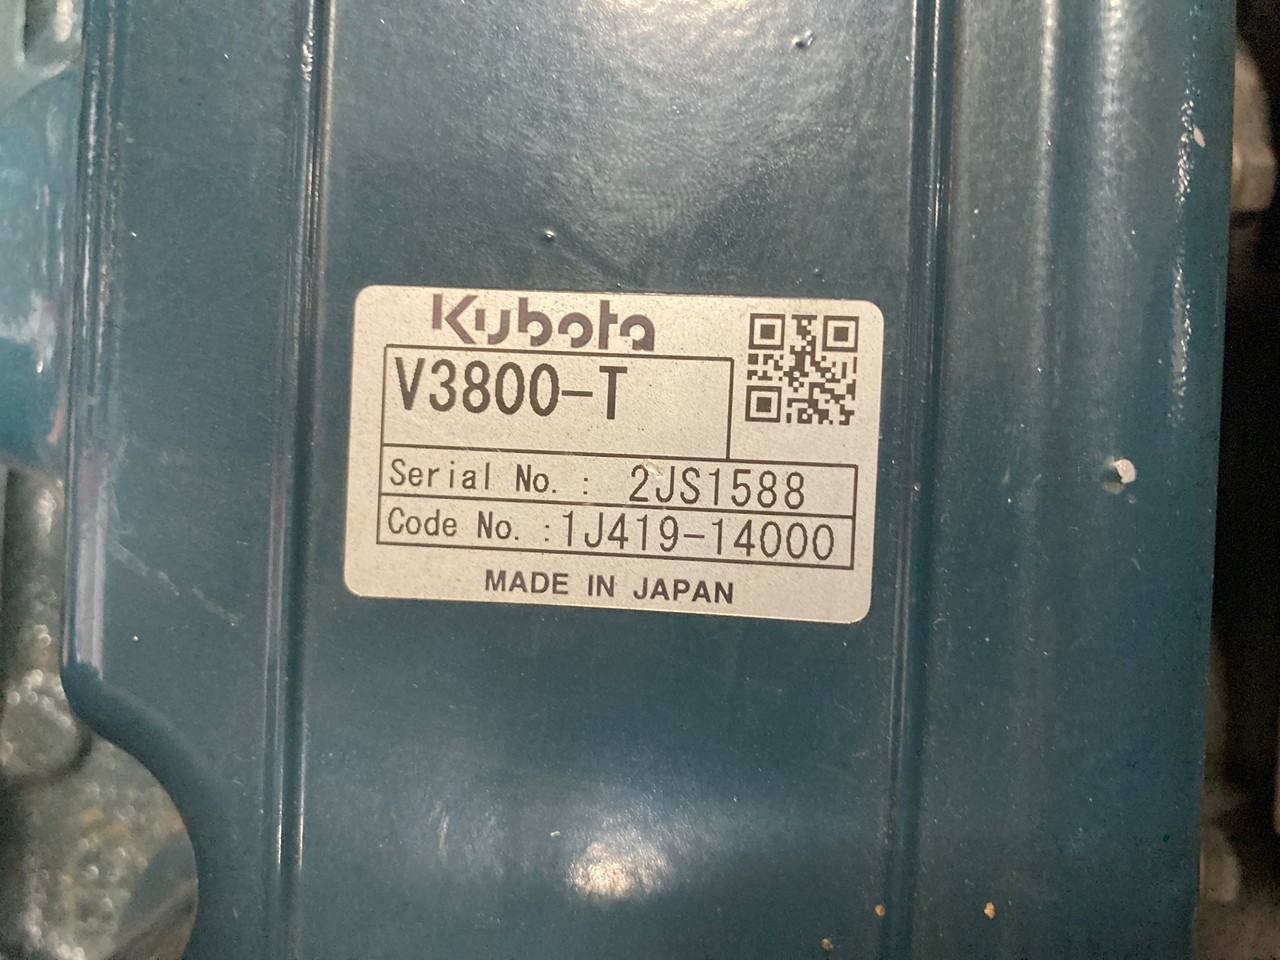 Kubota
V3800-T
Serial No. : 2JS1588
Code No. :1J419-14000
MADE IN JAPAN